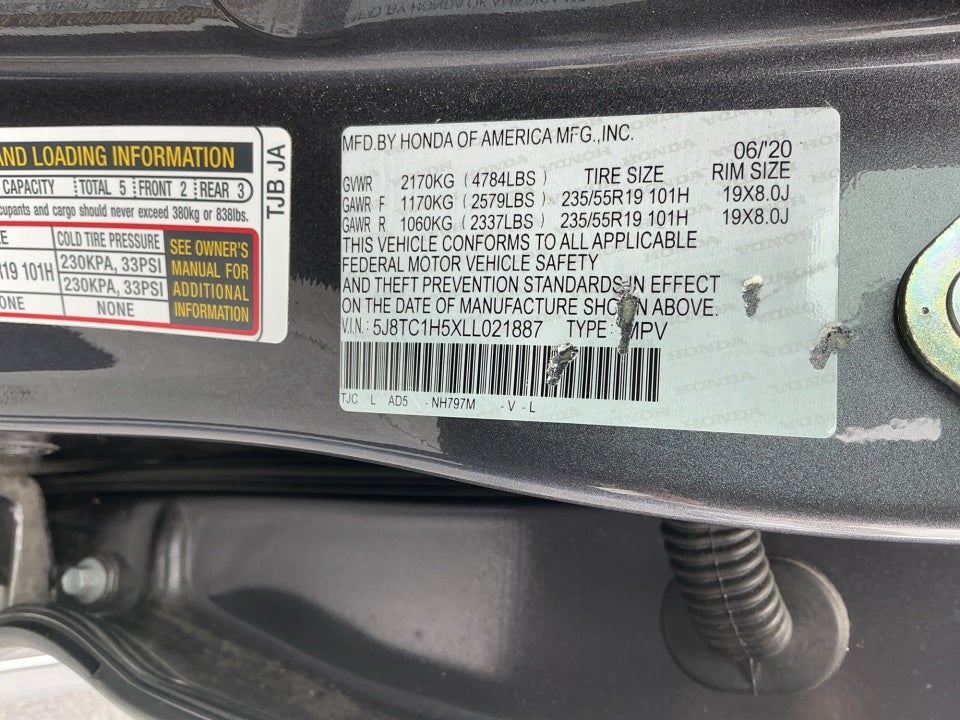 AND LOADING INFORMATION
CAPACITY TOTAL 5 FRONT 2 REAR 3
cupants and cargo should never exceed 380kg or 838lbs.
ZE COLD TIRE PRESSURE
R19 101H 230KPA, 33PSI
230KPA, 33PSI
ONE NONE
SEE OWNER'S
MANUAL FOR
ADDITIONAL
INFORMATION
TJB JA
MFD.BY HONDA OF AMERICA MFG.,INC.
06/'20
GVWR 2170KG (4784LBS) TIRE SIZE RIM SIZE
GAWR F 1170KG (2579LBS) 235/55R19 101H 19X8.0J
GAWR R 1060KG (2337LBS) 235/55R19 101H 19X8.0J
THIS VEHICLE CONFORMS TO ALL APPLICABLE
FEDERAL MOTOR VEHICLE SAFETY
AND THEFT PREVENTION STANDARDS IN EFFECT
ON THE DATE OF MANUFACTURE SHOWN ABOVE.
V.I.N.: 5J8TC1H5XLL021887 TYPE: MPV
TJC L AD5 - NH797M - V - L
HONDA HONDA HONDA